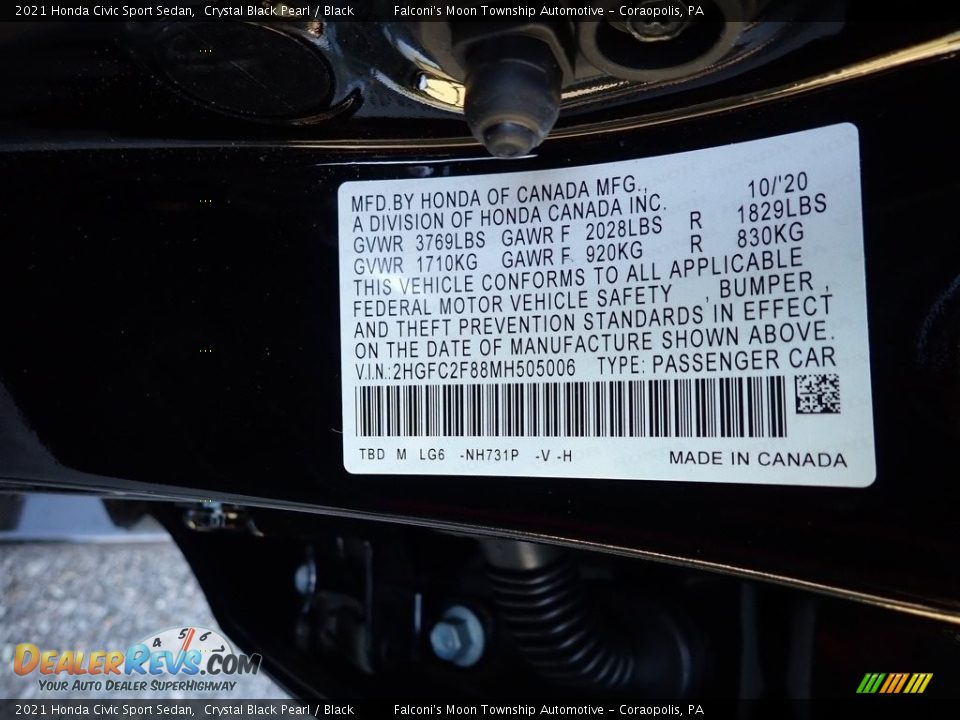 2021 Honda Civic Sport Sedan,  Crystal Black Pearl / Black        Falconi's Moon Township Automotive - Coraopolis, PA
MFD.BY HONDA OF CANADA MFG., 10/'20
A DIVISION OF HONDA CANADA INC.
GVWR 3769LBS GAWR F 2028LBS R 1829LBS
GVWR 1710KG GAWR F 920KG R 830KG
THIS VEHICLE CONFORMS TO ALL APPLICABLE
FEDERAL MOTOR VEHICLE SAFETY , BUMPER ,
AND THEFT PREVENTION STANDARDS IN EFFECT
ON THE DATE OF MANUFACTURE SHOWN ABOVE.
V.I.N.:2HGFC2F88MH505006 TYPE: PASSENGER CAR
TBD M LG6 -NH731P -V -H MADE IN CANADA
4 5 6
DEALERREVS.COM
YOUR AUTO DEALER SUPERHIGHWAY
2021 Honda Civic Sport Sedan,  Crystal Black Pearl / Black        Falconi's Moon Township Automotive - Coraopolis, PA